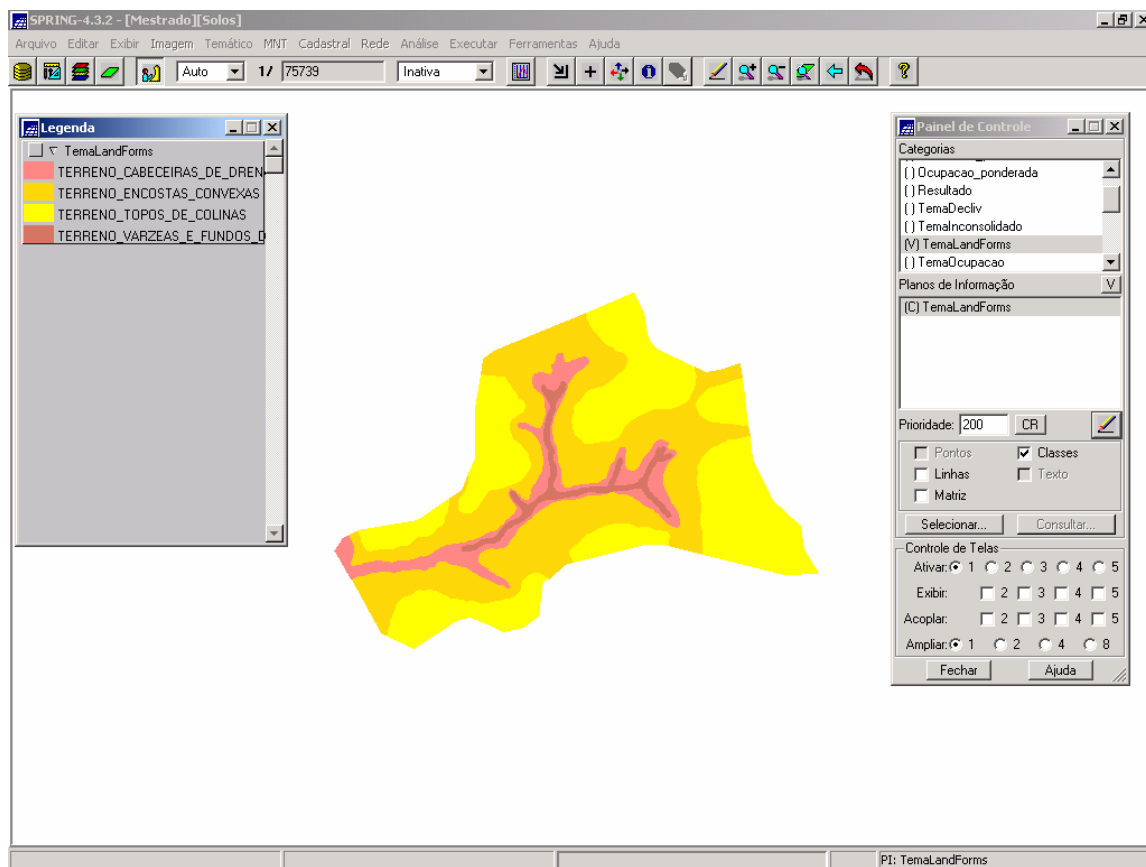 SPRING-4.3.2 - [Mestrado][Solos]
Arquivo Editar Exibir Imagem Temático MNT Cadastral Rede Análise Executar Ferramentas Ajuda
Auto 1/ 75739 Inativa
Legenda
TemaLandForms
TERRENO_CABECEIRAS_DE_DREN
TERRENO_ENCOSTAS_CONVEXAS
TERRENO_TOPOS_DE_COLINAS
TERRENO_VARZEAS_E_FUNDOS_D
Painel de Controle
Categorias
( ) Ocupacao_ponderada
( ) Resultado
( ) TemaDecliv
( ) TemaInconsolidado
(V) TemaLandForms
( ) TemaOcupacao
Planos de Informação V
(C) TemaLandForms
Prioridade: 200 CR
Pontos Classes
Linhas Texto
Matriz
Selecionar... Consultar...
Controle de Telas
Ativar: 1 2 3 4 5
Exibir: 2 3 4 5
Acoplar: 2 3 4 5
Ampliar: 1 2 4 8
Fechar Ajuda
PI: TemaLandForms